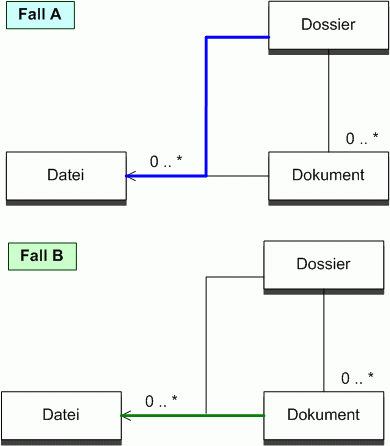 Fall A
Dossier
0 .. *
0 .. *
Datei
Dokument
Fall B
Dossier
0 .. *
0 .. *
Datei
Dokument